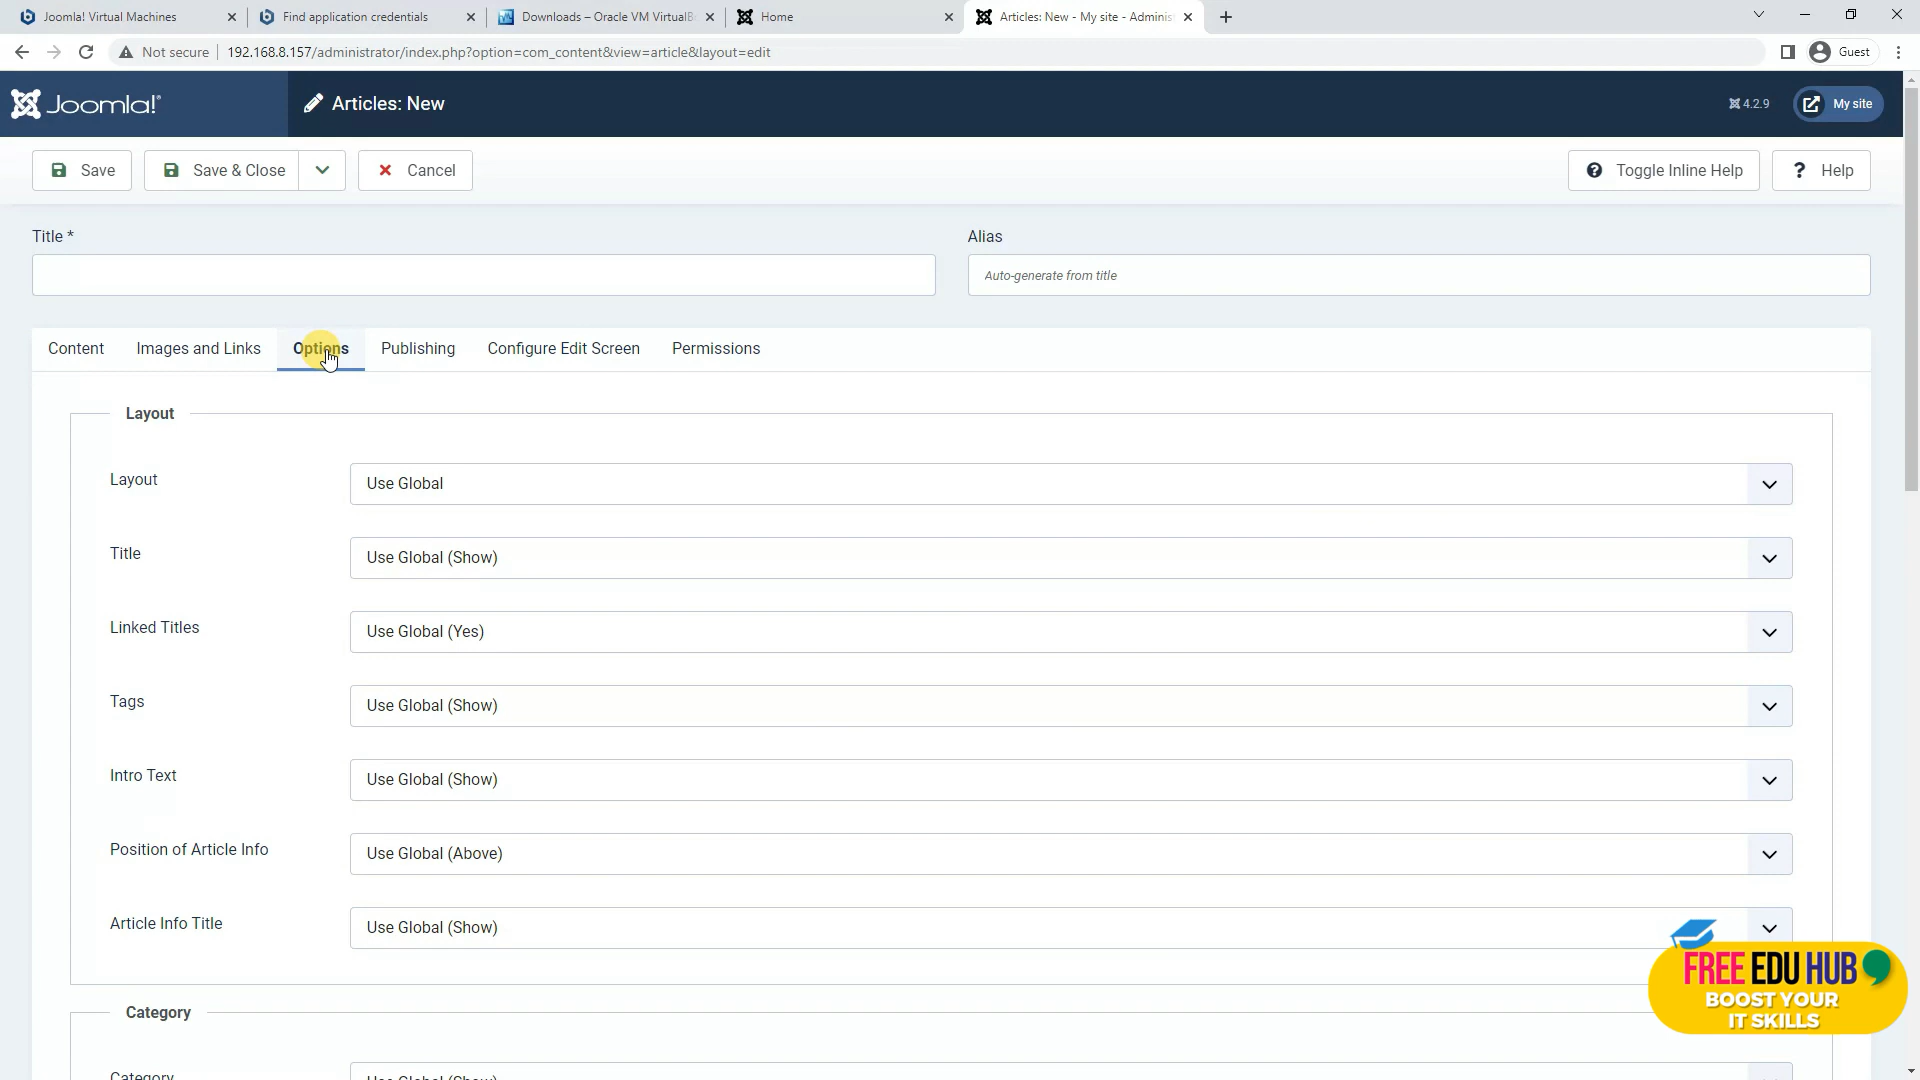 Joomla! Virtual Machines
Find application credentials
Downloads – Oracle VM VirtualB
Home
Articles: New - My site - Adminis
Not secure
192.168.8.157/administrator/index.php?option=com_content&view=article&layout=edit
Guest
Joomla!®
Articles: New
4.2.9
My site
Save
Save & Close
Cancel
Toggle Inline Help
? Help
Title *
Alias
Auto-generate from title
Content
Images and Links
Options
Publishing
Configure Edit Screen
Permissions
Layout
Layout
Use Global
Title
Use Global (Show)
Linked Titles
Use Global (Yes)
Tags
Use Global (Show)
Intro Text
Use Global (Show)
Position of Article Info
Use Global (Above)
Article Info Title
Use Global (Show)
FREE EDU HUB
BOOST YOUR
IT SKILLS
Category
Category
Use Global (Show)